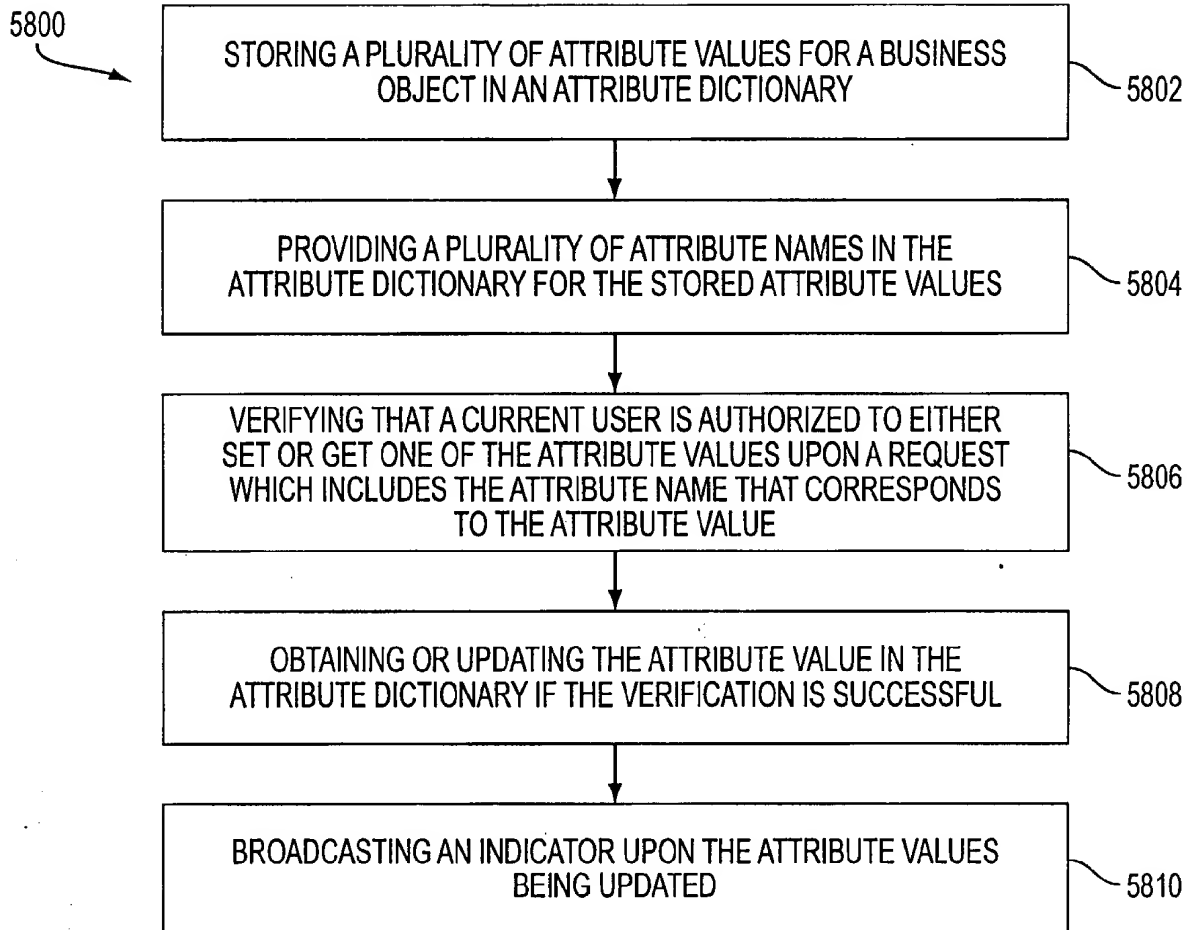 5800
STORING A PLURALITY OF ATTRIBUTE VALUES FOR A BUSINESS
OBJECT IN AN ATTRIBUTE DICTIONARY
5802
PROVIDING A PLURALITY OF ATTRIBUTE NAMES IN THE
ATTRIBUTE DICTIONARY FOR THE STORED ATTRIBUTE VALUES
5804
VERIFYING THAT A CURRENT USER IS AUTHORIZED TO EITHER
SET OR GET ONE OF THE ATTRIBUTE VALUES UPON A REQUEST
WHICH INCLUDES THE ATTRIBUTE NAME THAT CORRESPONDS
TO THE ATTRIBUTE VALUE
5806
OBTAINING OR UPDATING THE ATTRIBUTE VALUE IN THE
ATTRIBUTE DICTIONARY IF THE VERIFICATION IS SUCCESSFUL
5808
BROADCASTING AN INDICATOR UPON THE ATTRIBUTE VALUES
BEING UPDATED
5810